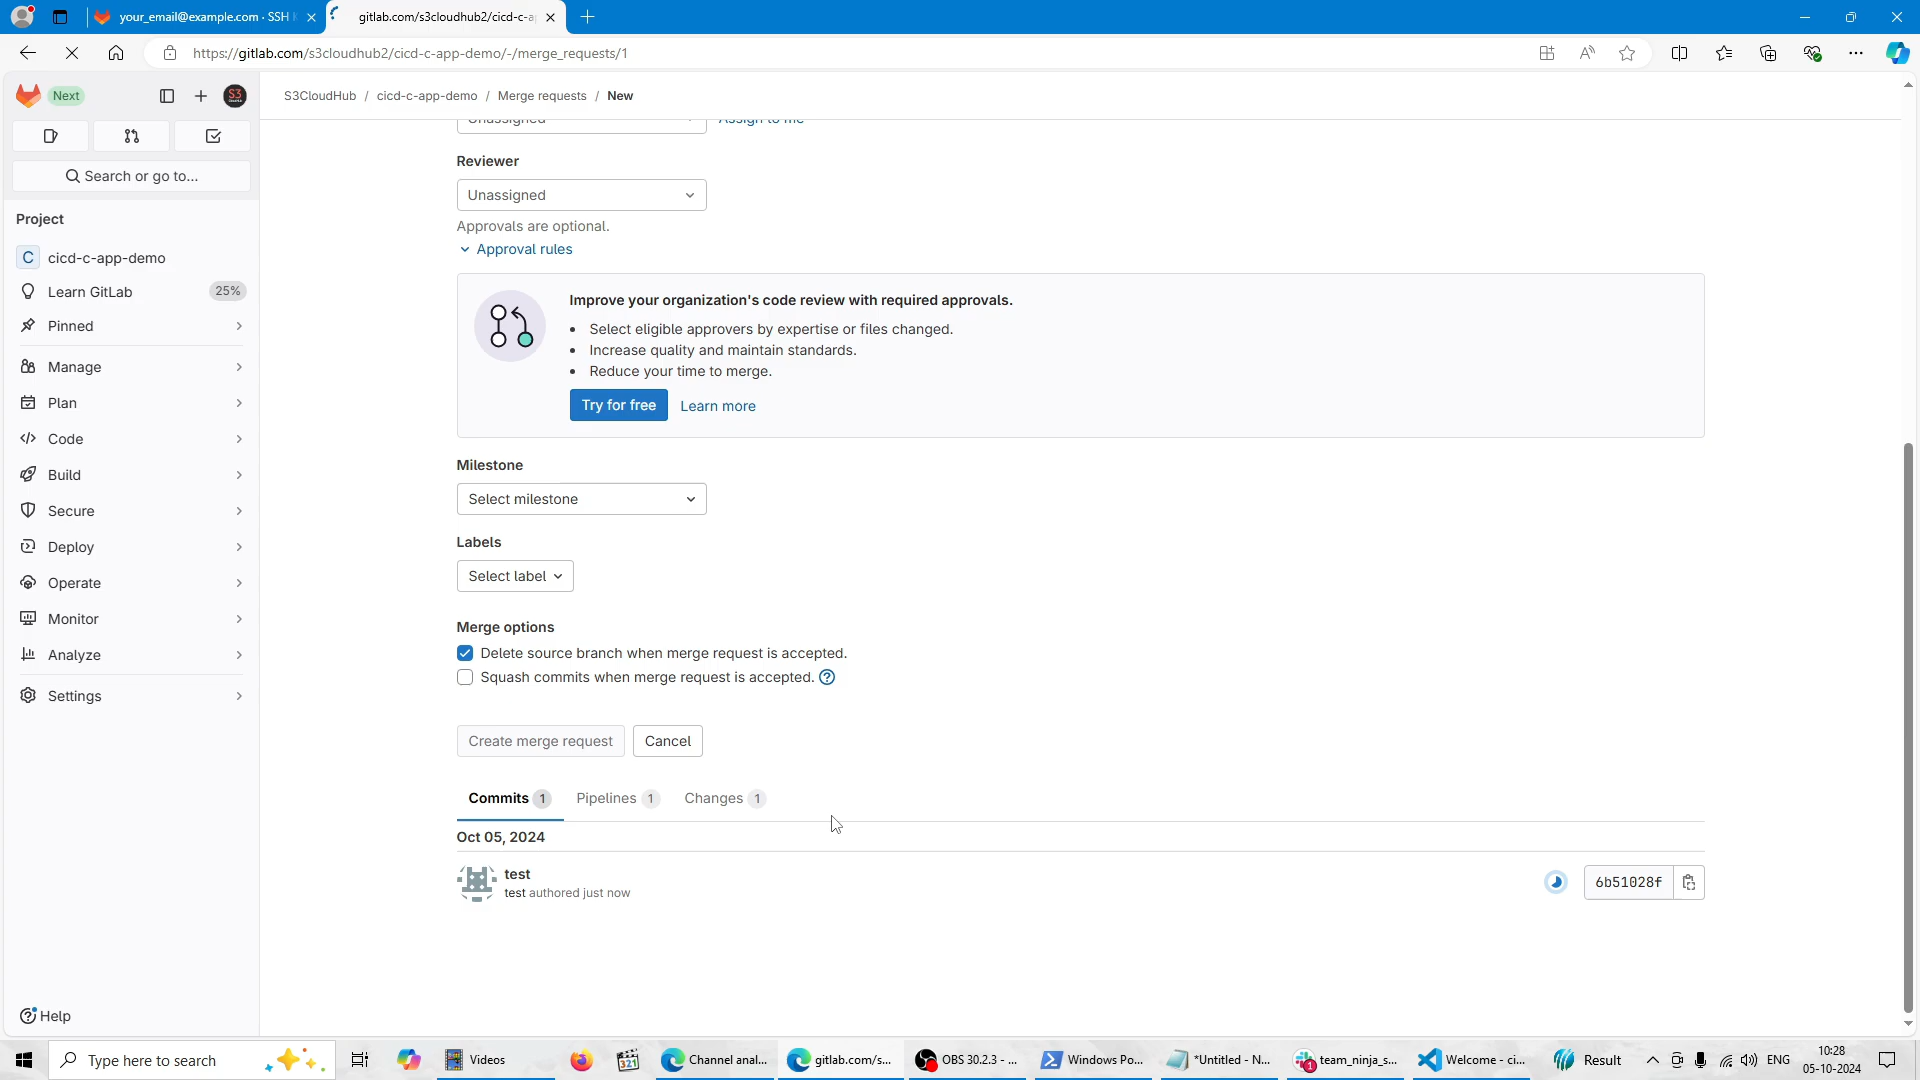 your_email@example.com · SSH
gitlab.com/s3cloudhub2/cicd-c-a
https://gitlab.com/s3cloudhub2/cicd-c-app-demo/-/merge_requests/1
Next
S3
S3CloudHub / cicd-c-app-demo / Merge requests / New
Search or go to...
Unassigned
Assign to me
Reviewer
Unassigned
Approvals are optional.
Approval rules
Improve your organization's code review with required approvals.
• Select eligible approvers by expertise or files changed.
• Increase quality and maintain standards.
• Reduce your time to merge.
Try for free
Learn more
Milestone
Select milestone
Labels
Select label
Merge options
Delete source branch when merge request is accepted.
Squash commits when merge request is accepted.
Create merge request
Cancel
Commits 1
Pipelines 1
Changes 1
Oct 05, 2024
test
test authored just now
6b51028f
Project
C cicd-c-app-demo
Learn GitLab 25%
Pinned
Manage
Plan
Code
Build
Secure
Deploy
Operate
Monitor
Analyze
Settings
Help
Type here to search
Videos
321
Channel anal...
gitlab.com/s...
OBS 30.2.3 - ...
Windows Po...
*Untitled - N...
team_ninja_s...
Welcome - ci...
Result
ENG
10:28
05-10-2024